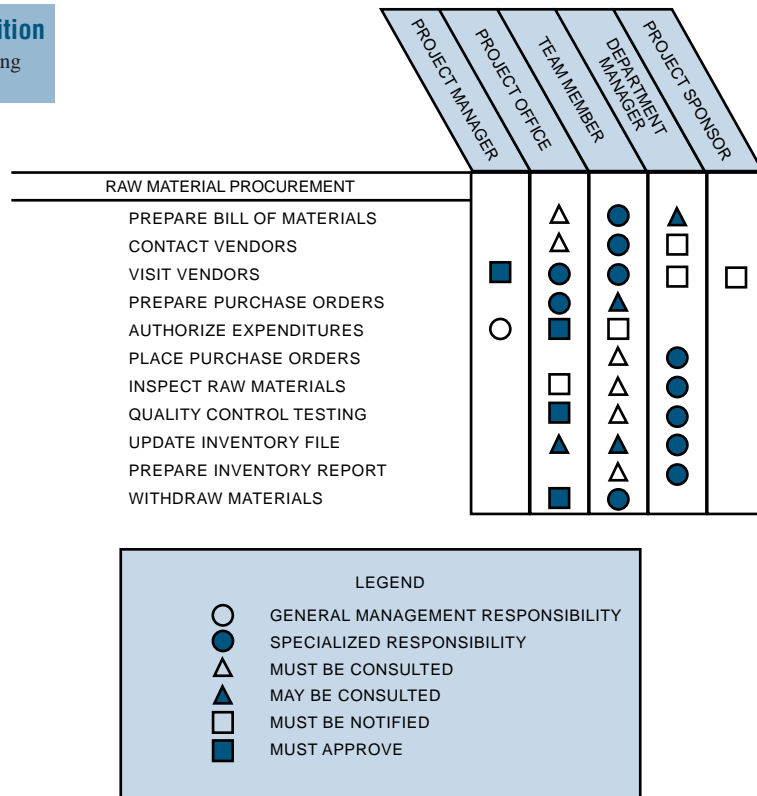 ition
ng
PROJECT MANAGER
PROJECT OFFICE
TEAM MEMBER
DEPARTMENT
MANAGER
PROJECT SPONSOR
RAW MATERIAL PROCUREMENT
PREPARE BILL OF MATERIALS
CONTACT VENDORS
VISIT VENDORS
PREPARE PURCHASE ORDERS
AUTHORIZE EXPENDITURES
PLACE PURCHASE ORDERS
INSPECT RAW MATERIALS
QUALITY CONTROL TESTING
UPDATE INVENTORY FILE
PREPARE INVENTORY REPORT
WITHDRAW MATERIALS
LEGEND
GENERAL MANAGEMENT RESPONSIBILITY
SPECIALIZED RESPONSIBILITY
MUST BE CONSULTED
MAY BE CONSULTED
MUST BE NOTIFIED
MUST APPROVE